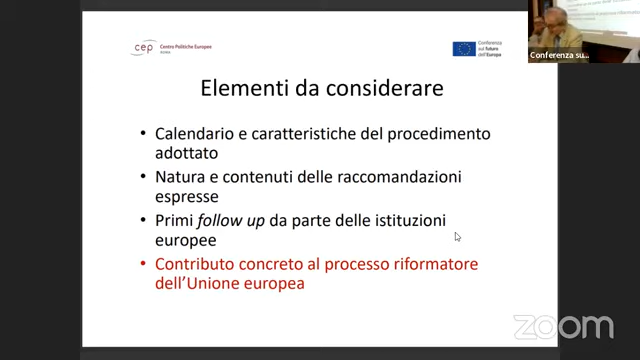 cep
Centro Politiche Europee
Conferenza
sul futuro
dell'Europa
Conferenza su...
Elementi da considerare
• Calendario e caratteristiche del procedimento
adottato
• Natura e contenuti delle raccomandazioni
espresse
• Primi follow up da parte delle istituzioni
europee
• Contributo concreto al processo riformatore
dell'Unione europea
zoom